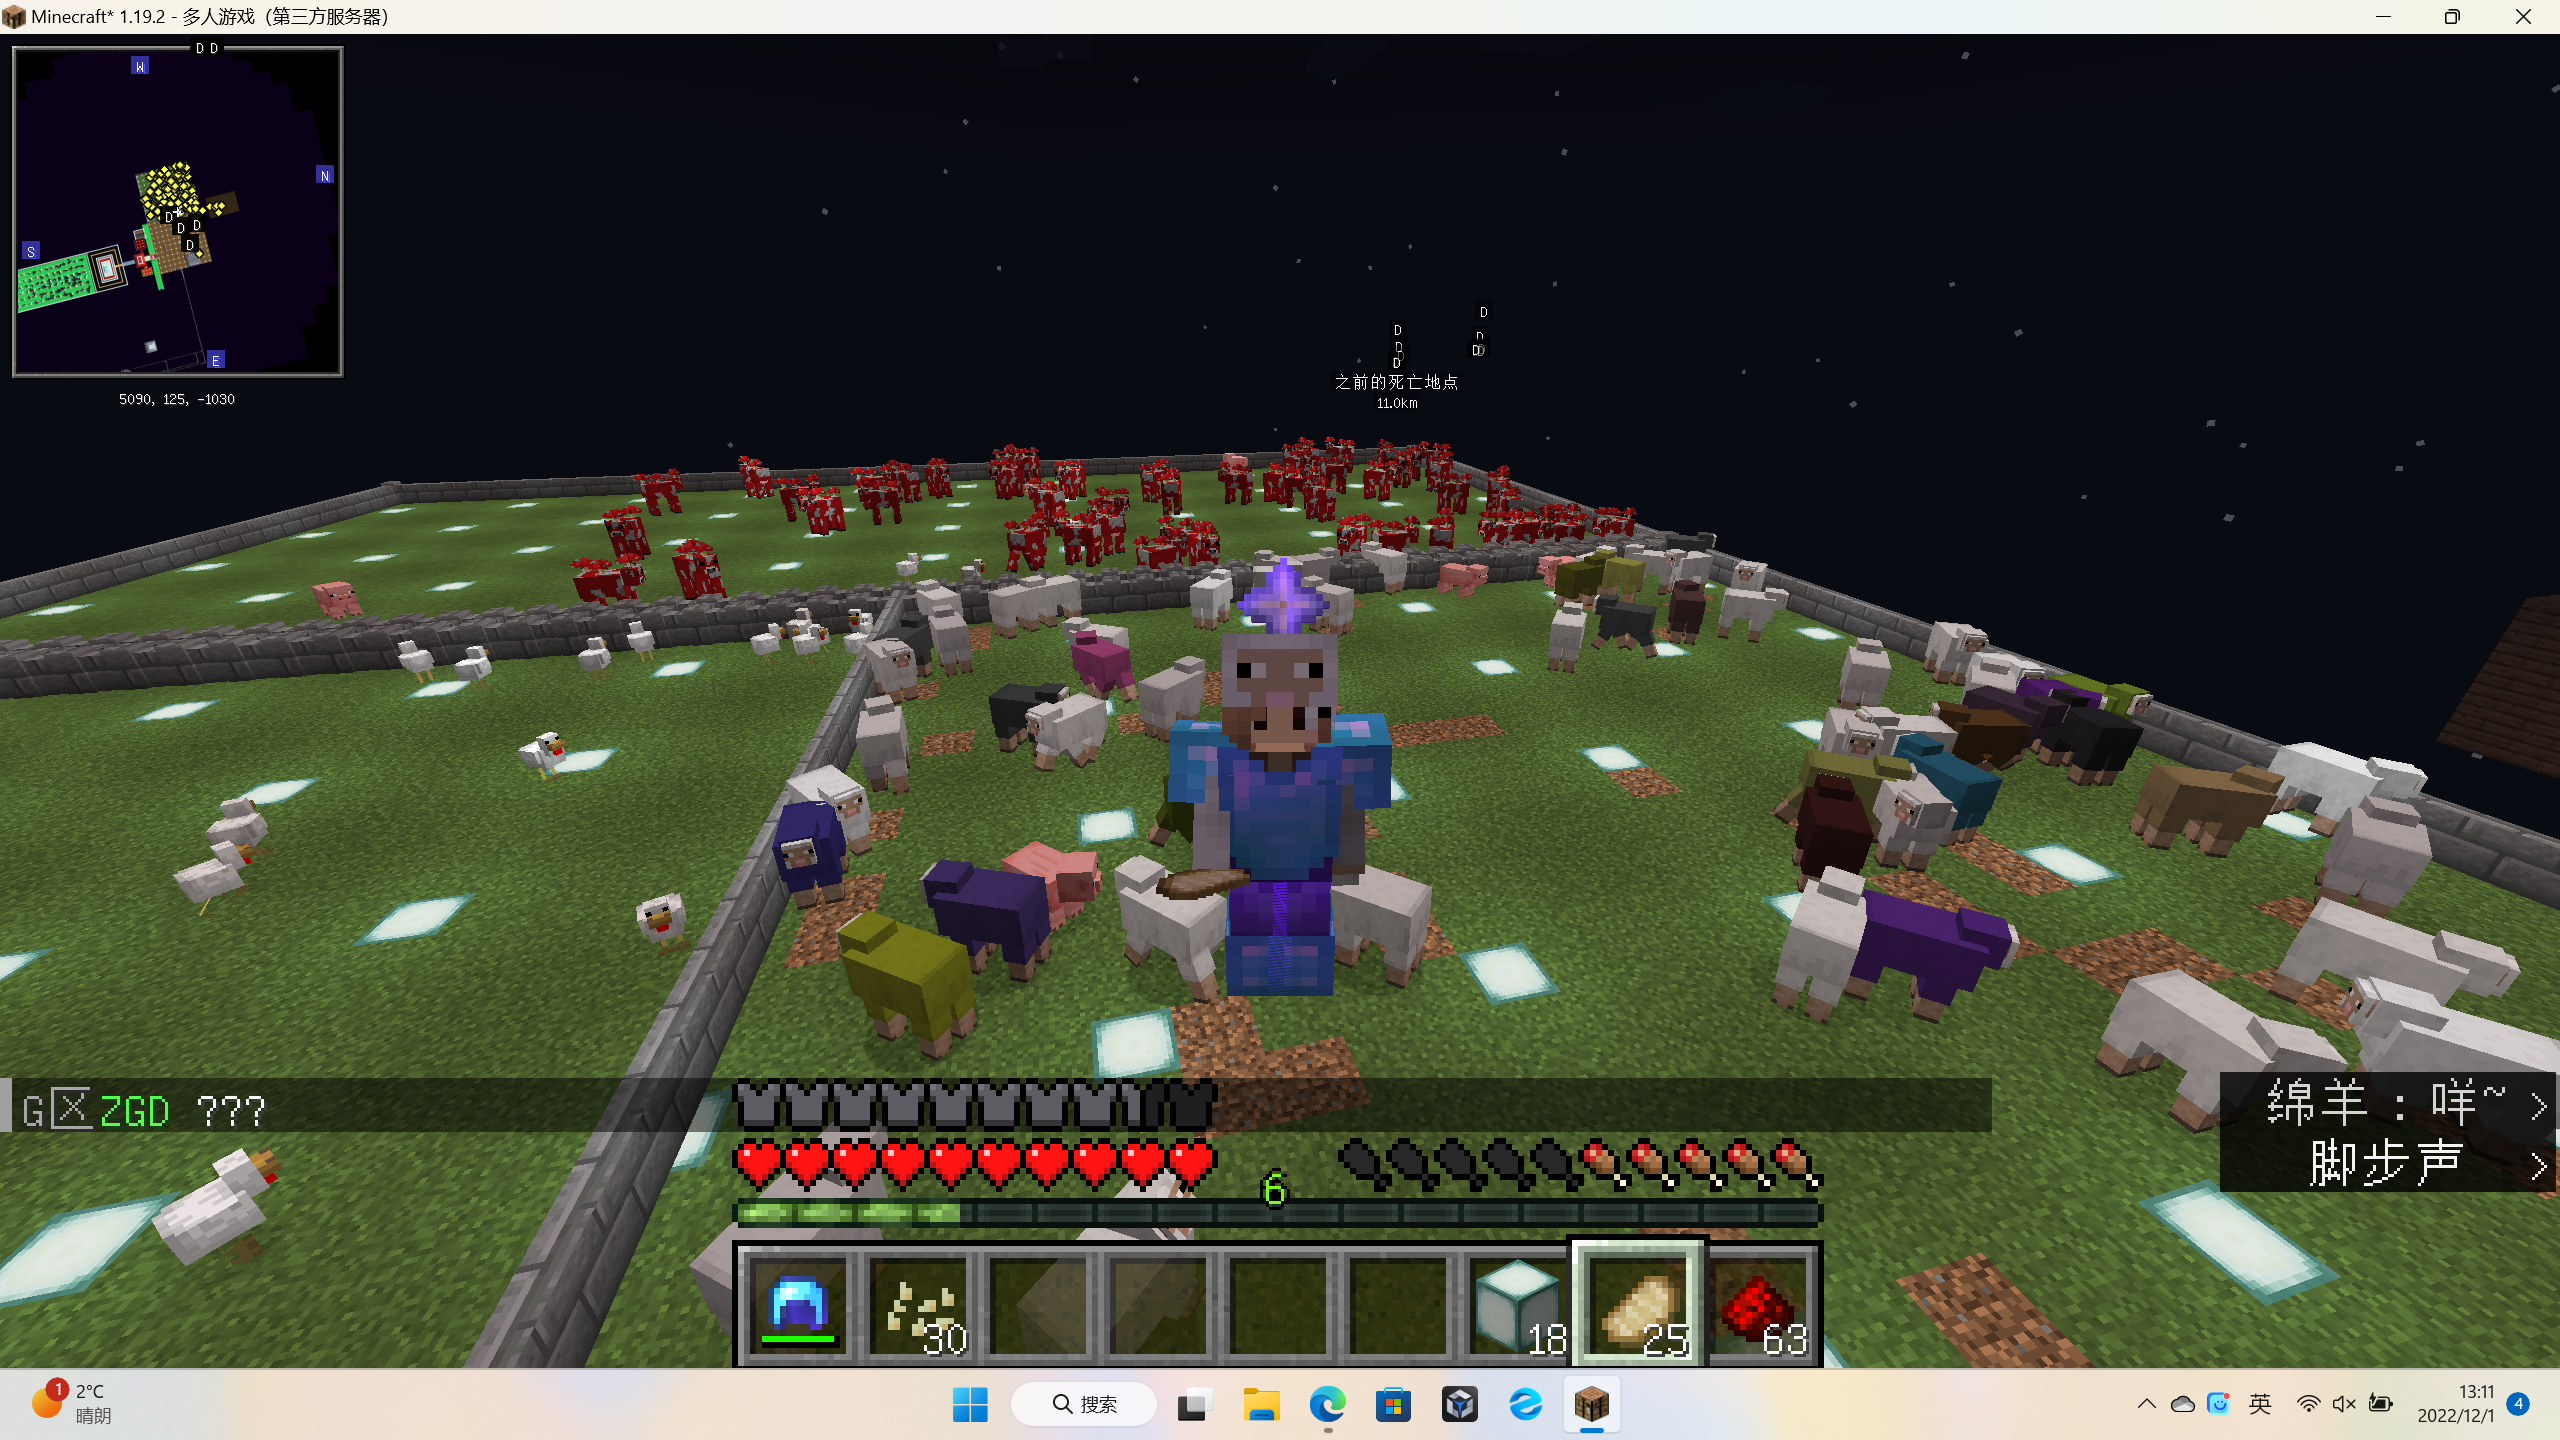 Minecraft* 1.19.2 - 多人游戏（第三方服务器）
D D
W
N
D
D D
D
S
E
5090, 125, -1030
D
D
D
D
D
之前的死亡地点
11.0km
G X ZGD ???
绵羊：咩~ >
脚步声 >
6
30
18
25
63
1
2°C
晴朗
搜索
英
13:11
2022/12/1
4